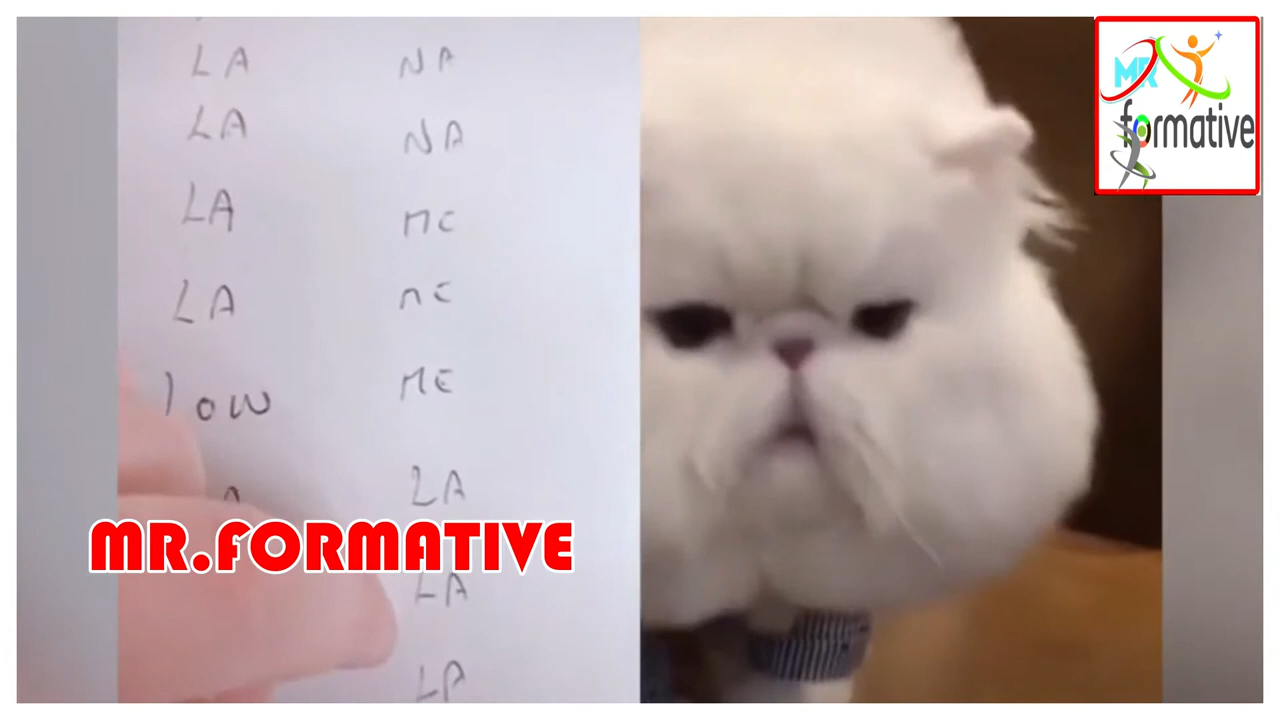 LA NA
LA NA
LA ME
LA ME
low ME
A LA
LA
LA
MR.FORMATIVE
MR
formative